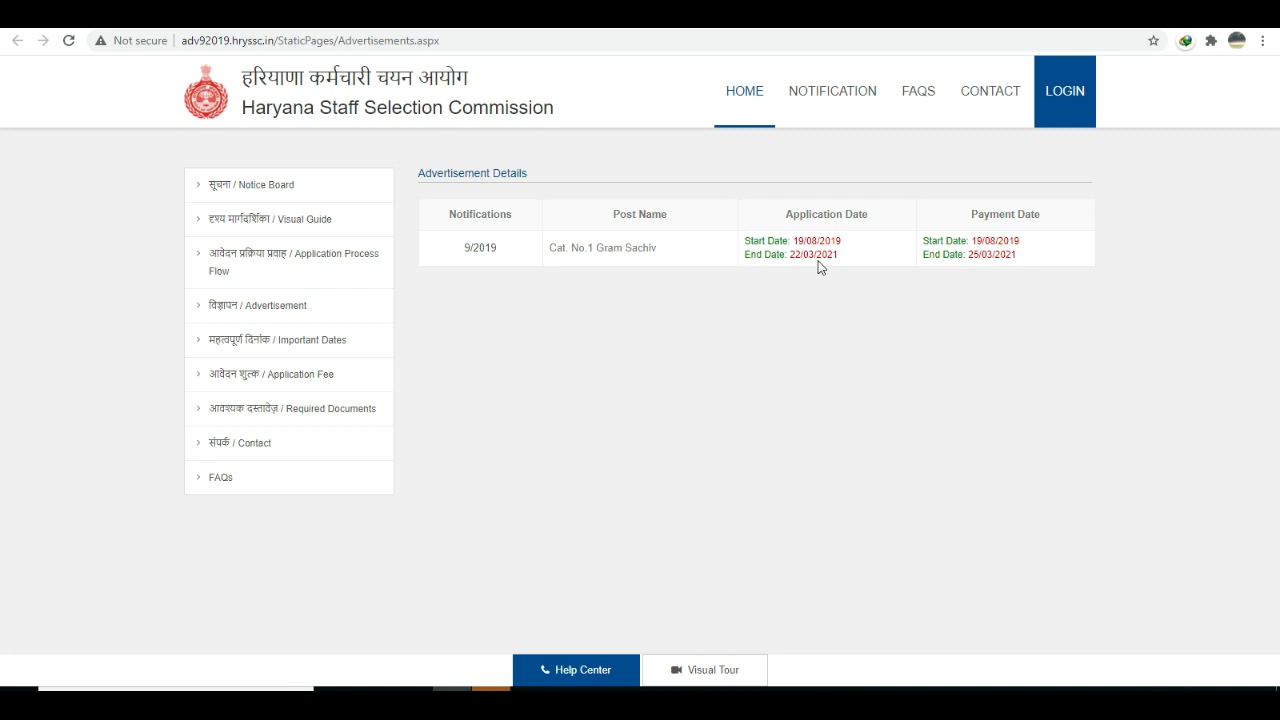 Not secure | adv92019.hryssc.in/StaticPages/Advertisements.aspx
हरियाणा कर्मचारी चयन आयोग
Haryana Staff Selection Commission
HOME NOTIFICATION FAQS CONTACT LOGIN
सूचना / Notice Board
दृश्य मार्गदर्शिका / Visual Guide
आवेदन प्रक्रिया प्रवाह / Application Process
Flow
विज्ञापन / Advertisement
महत्वपूर्ण दिनांक / Important Dates
आवेदन शुल्क / Application Fee
आवश्यक दस्तावेज़ / Required Documents
संपर्क / Contact
FAQs
Advertisement Details
Notifications Post Name Application Date Payment Date
9/2019 Cat. No.1 Gram Sachiv Start Date: 19/08/2019 Start Date: 19/08/2019
End Date: 22/03/2021 End Date: 25/03/2021
Help Center Visual Tour